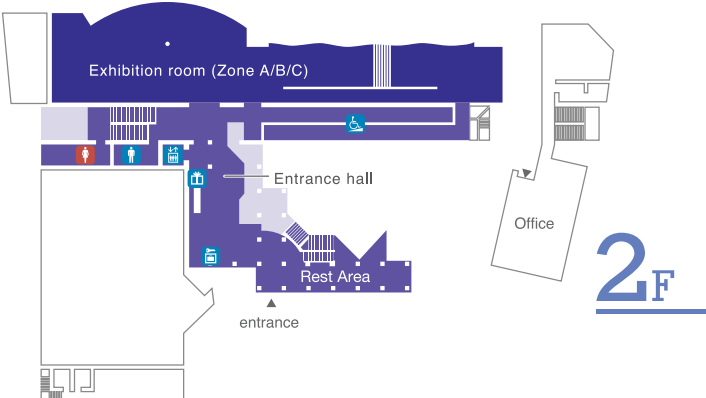 Exhibition room (Zone A/B/C)
Entrance hall
Office
Rest Area
entrance
2F